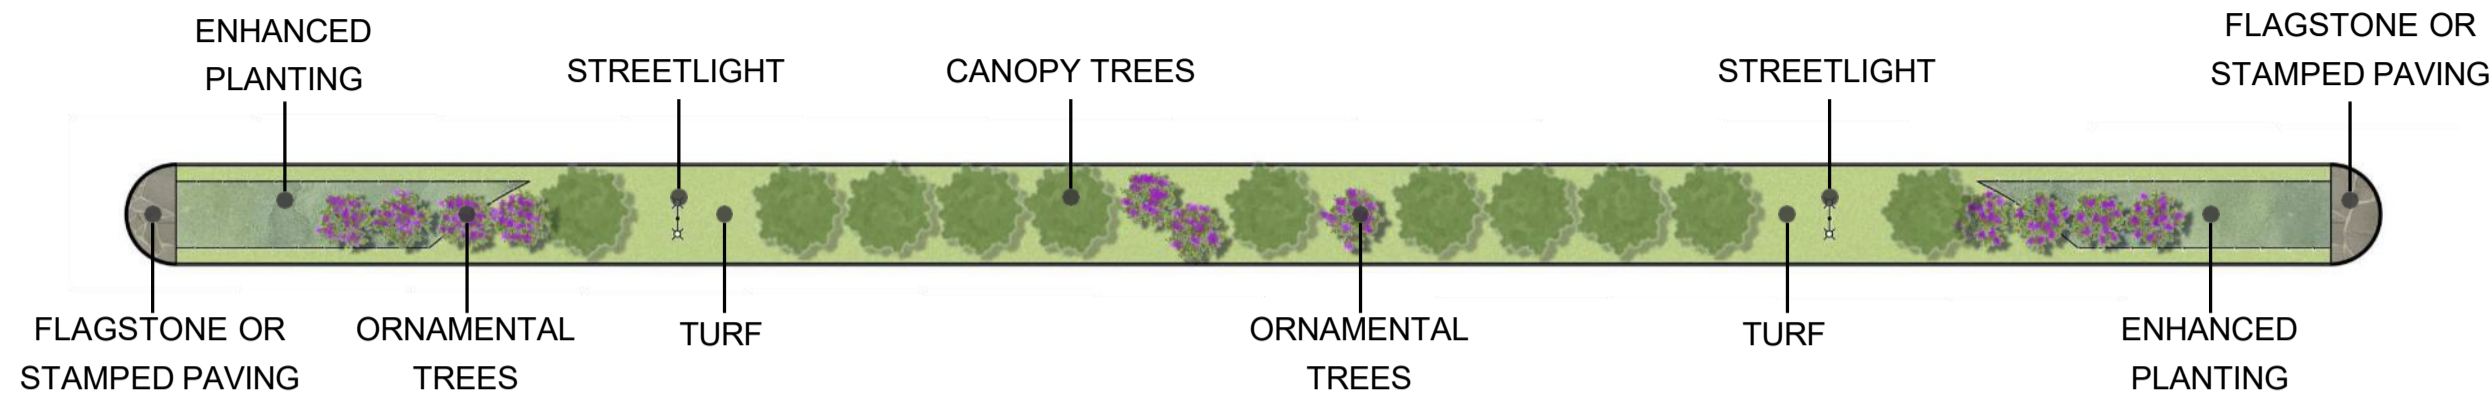 ENHANCED
PLANTING
STREETLIGHT
CANOPY TREES
STREETLIGHT
FLAGSTONE OR
STAMPED PAVING
FLAGSTONE OR
STAMPED PAVING
ORNAMENTAL
TREES
TURF
ORNAMENTAL
TREES
TURF
ENHANCED
PLANTING